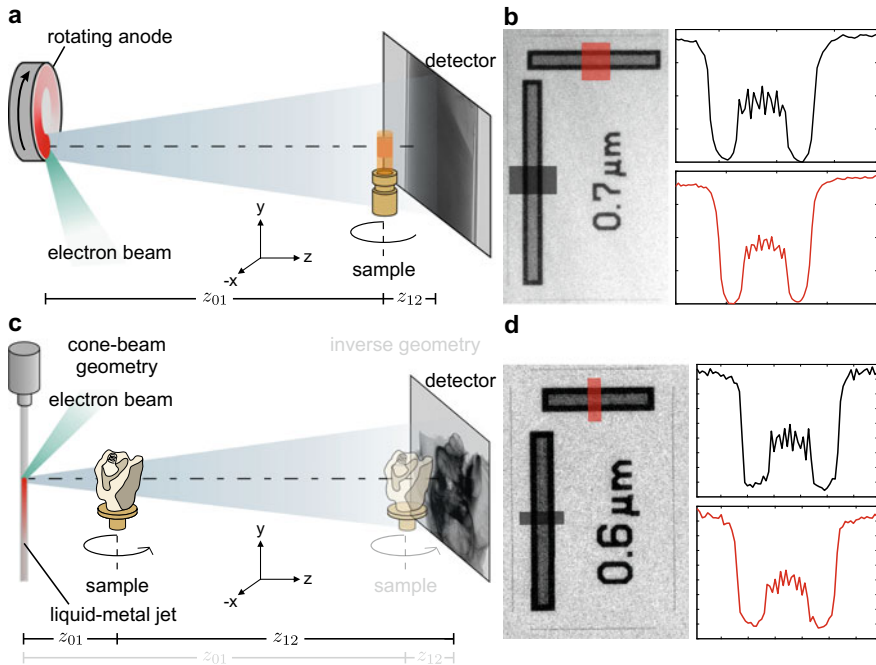 a
rotating anode
detector
electron beam
y
z
-x
sample
z01
z12
b
0.7 µm
c
cone-beam
geometry
electron beam
inverse geometry
detector
y
z
-x
sample
sample
liquid-metal jet
z01
z12
z01
z12
d
0.6 µm